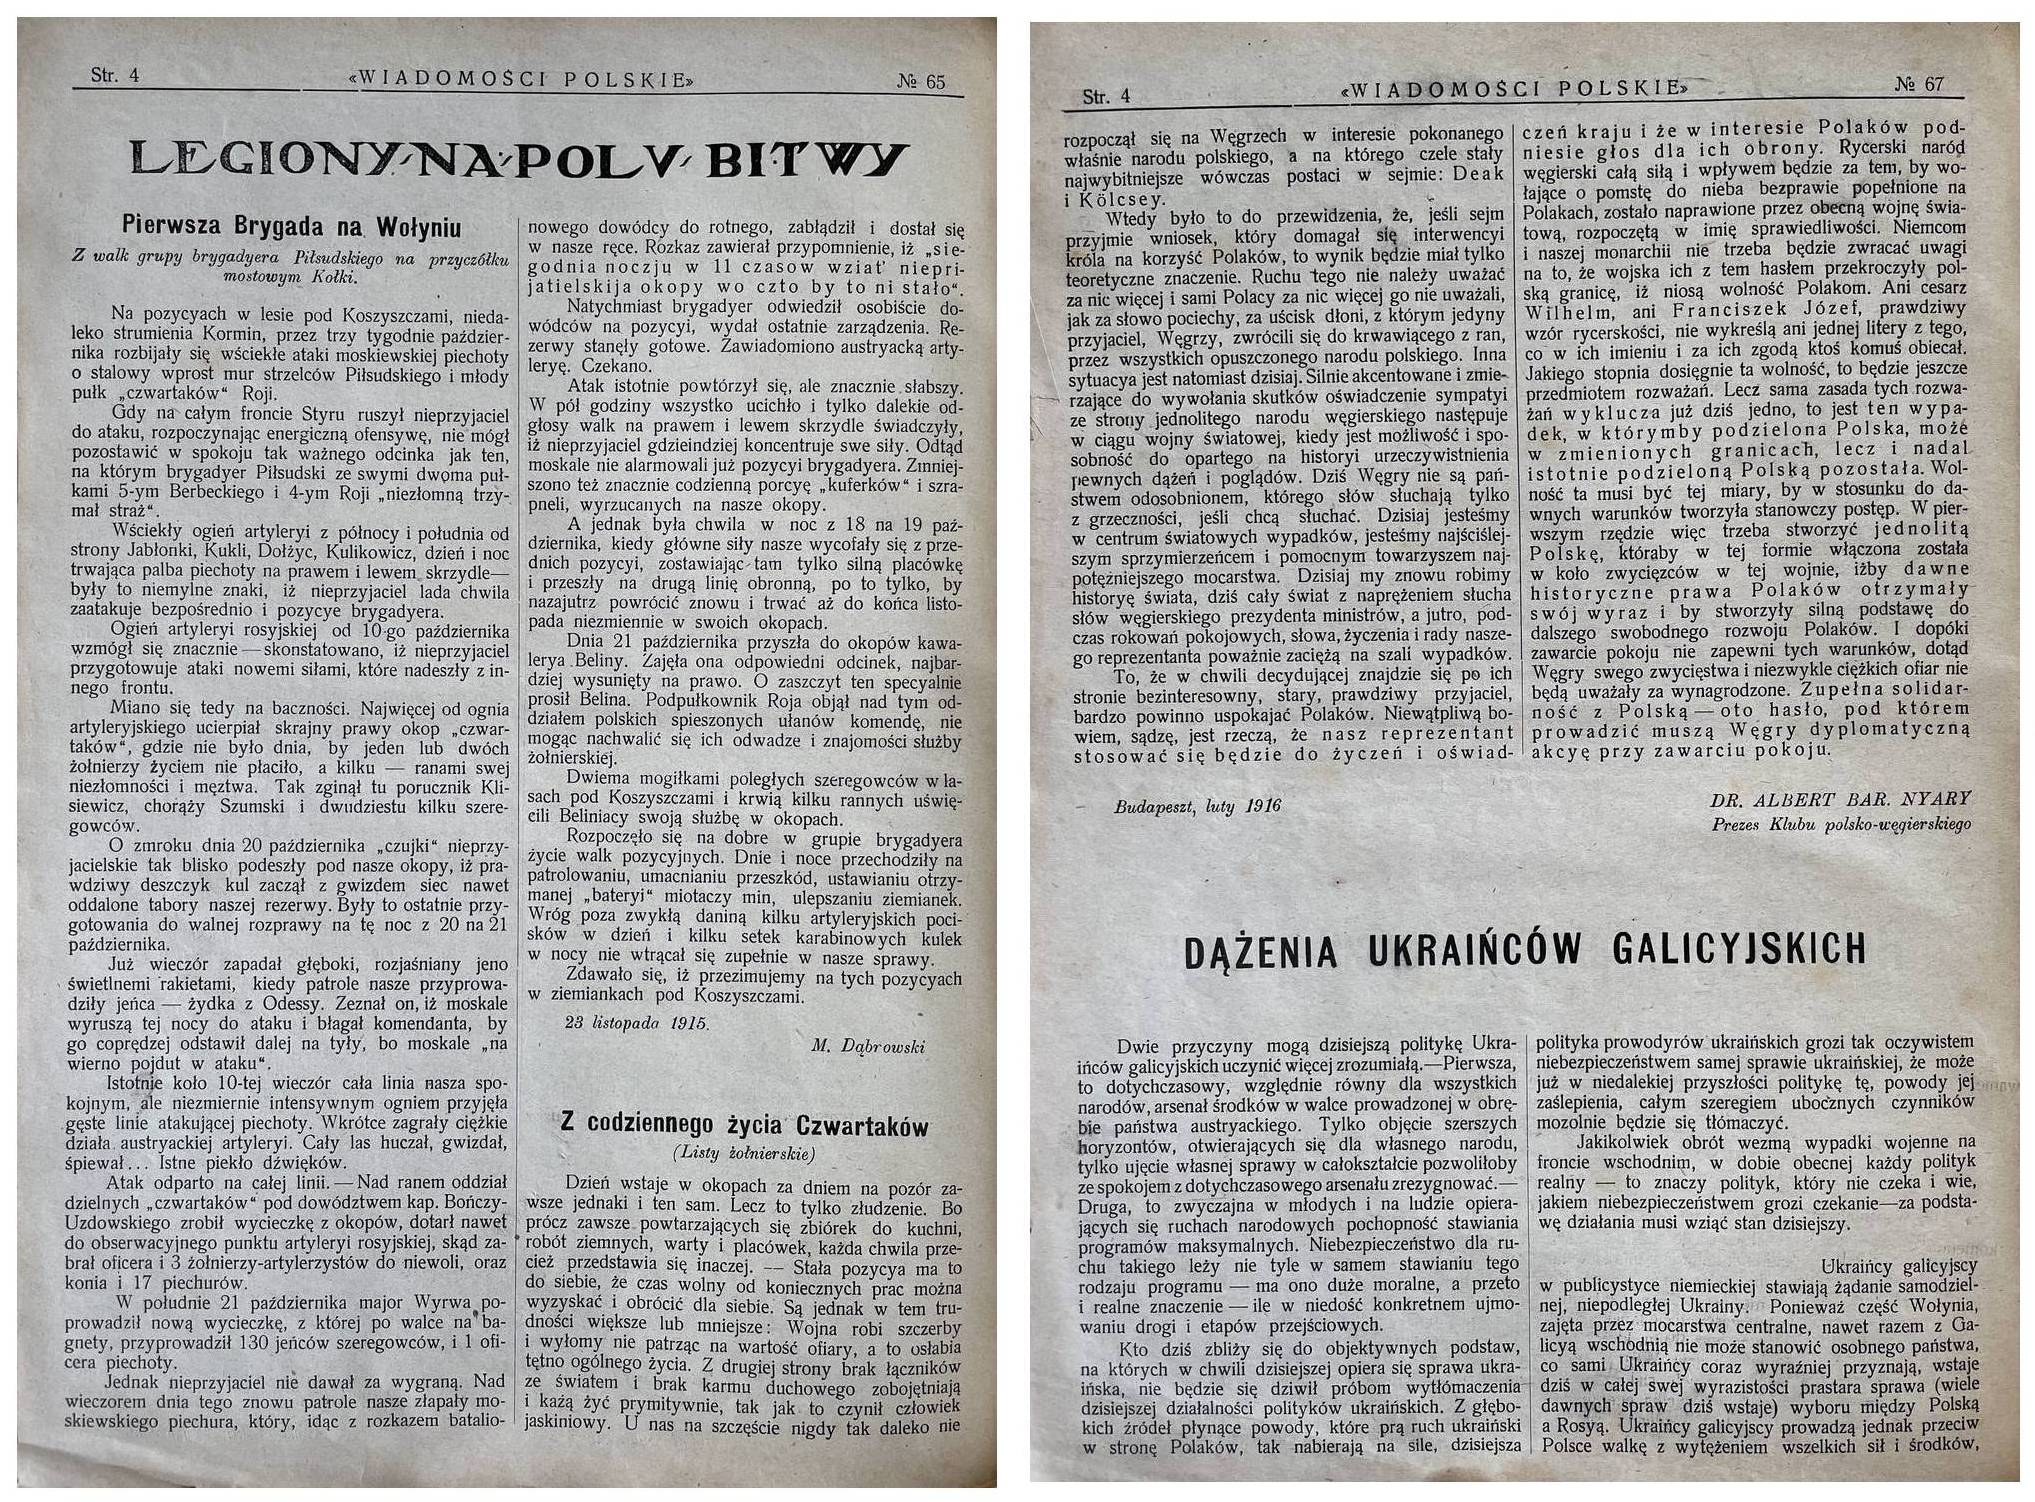 Str. 4
«WIADOMOŚCI POLSKIE»
№ 65
LEGIONY NA POLV BITWY
Pierwsza Brygada na Wołyniu
Z walk grupy brygadyera Piłsudskiego na przyczółku
mostowym Kołki.
Na pozycyach w lesie pod Koszyszczami, nieda-
leko strumienia Kormin, przez trzy tygodnie paździer-
nika rozbijały się wściekłe ataki moskiewskiej piechoty
o stalowy wprost mur strzelców Piłsudskiego i młody
pułk „czwartaków“ Roji.
Gdy na całym froncie Styru ruszył nieprzyjaciel
do ataku, rozpoczynając energiczną ofensywę, nie mógł
pozostawić w spokoju tak ważnego odcinka jak ten,
na którym brygadyer Piłsudski ze swymi dwoma puł-
kami 5-ym Berbeckiego i 4-ym Roji „niezłomną trzy-
mał straż“.
Wściekły ogień artyleryi z północy i południa od
strony Jabłonki, Kukli, Dołżyc, Kulikowicz, dzień i noc
trwająca palba piechoty na prawem i lewem skrzydle—
były to niemylne znaki, iż nieprzyjaciel lada chwila
zaatakuje bezpośrednio i pozycye brygadyera.
Ogień artyleryi rosyjskiej od 10-go października
wzmógł się znacznie — skonstatowano, iż nieprzyjaciel
przygotowuje ataki nowemi siłami, które nadeszły z in-
nego frontu.
Miano się tedy na baczności. Najwięcej od ognia
artyleryjskiego ucierpiał skrajny prawy okop „czwar-
taków“, gdzie nie było dnia, by jeden lub dwóch
żołnierzy życiem nie płaciło, a kilku — ranami swej
niezłomności i męztwa. Tak zginął tu porucznik Kli-
siewicz, chorąży Szumski i dwudziestu kilku szere-
gowców.
O zmroku dnia 20 października „czujki“ nieprzy-
jacielskie tak blisko podeszły pod nasze okopy, iż pra-
wdziwy deszczyk kul zaczął z gwizdem siec nawet
oddalone tabory naszej rezerwy. Były to ostatnie przy-
gotowania do walnej rozprawy na tę noc z 20 na 21
października.
Już wieczór zapadał głęboki, rozjaśniany jeno
świetlnemi rakietami, kiedy patrole nasze przyprowa-
dziły jeńca — żydka z Odessy. Zeznał on, iż moskale
wyruszą tej nocy do ataku i błagał komendanta, by
go coprędzej odstawił dalej na tyły, bo moskale „na
wierno pojdut w ataku“.
Istotnie koło 10-tej wieczór cała linia nasza spo-
kojnym, ale niezmiernie intensywnym ogniem przyjęła
gęste linie atakującej piechoty. Wkrótce zagrały ciężkie
działa austryackiej artyleryi. Cały las huczał, gwizdał,
śpiewał... Istne piekło dźwięków.
Atak odparto na całej linii. — Nad ranem oddział
dzielnych „czwartaków“ pod dowództwem kap. Bończy-
Uzdowskiego zrobił wycieczkę z okopów, dotarł nawet
do obserwacyjnego punktu artyleryi rosyjskiej, skąd za-
brał oficera i 3 żołnierzy-artylerzystów do niewoli, oraz
konia i 17 piechurów.
W południe 21 października major Wyrwa po-
prowadził nową wycieczkę, z której po walce na ba-
gnety, przyprowadził 130 jeńców szeregowców, i 1 ofi-
cera piechoty.
Jednak nieprzyjaciel nie dawał za wygraną. Nad
wieczorem dnia tego znowu patrole nasze złapały mo-
skiewskiego piechura, który, idąc z rozkazem batalio-
nowego dowódcy do rotnego, zabłądził i dostał się
w nasze ręce. Rozkaz zawierał przypomnienie, iż „sie-
godnia noczju w 11 czasow wziat’ niepri-
jatielskija okopy wo czto by to ni stało“.
Natychmiast brygadyer odwiedził osobiście do-
wódców na pozycyi, wydał ostatnie zarządzenia. Re-
zerwy stanęły gotowe. Zawiadomiono austryacką arty-
leryę. Czekano.
Atak istotnie powtórzył się, ale znacznie słabszy.
W pół godziny wszystko ucichło i tylko dalekie od-
głosy walk na prawem i lewem skrzydle świadczyły,
iż nieprzyjaciel gdzieindziej koncentruje swe siły. Odtąd
moskale nie alarmowali już pozycyi brygadyera. Zmniej-
szono też znacznie codzienną porcyę „kuferków“ i szra-
pneli, wyrzucanych na nasze okopy.
A jednak była chwila w noc z 18 na 19 paź-
dziernika, kiedy główne siły nasze wycofały się z prze-
dnich pozycyi, zostawiając tam tylko silną placówkę
i przeszły na drugą linię obronną, po to tylko, by
nazajutrz powrócić znowu i trwać aż do końca listo-
pada niezmiennie w swoich okopach.
Dnia 21 października przyszła do okopów kawa-
lerya Beliny. Zajęła ona odpowiedni odcinek, najbar-
dziej wysunięty na prawo. O zaszczyt ten specyalnie
prosił Belina. Podpułkownik Roja objął nad tym od-
działem polskich spieszonych ułanów komendę, nie
mogąc nachwalić się ich odwadze i znajomości służby
żołnierskiej.
Dwiema mogiłkami poległych szeregowców w la-
sach pod Koszyszczami i krwią kilku rannych uświę-
cili Beliniacy swoją służbę w okopach.
Rozpoczęło się na dobre w grupie brygadyera
życie walk pozycyjnych. Dnie i noce przechodziły na
patrolowaniu, umacnianiu przeszkód, ustawianiu otrzy-
manej „bateryi“ miotaczy min, ulepszaniu ziemianek.
Wróg poza zwykłą daniną kilku artyleryjskich poci-
sków w dzień i kilku setek karabinowych kulek
w nocy nie wtrącał się zupełnie w nasze sprawy.
Zdawało się, iż przezimujemy na tych pozycyach
w ziemiankach pod Koszyszczami.
23 listopada 1915.
M. Dąbrowski
Z codziennego życia Czwartaków
(Listy żołnierskie)
Dzień wstaje w okopach za dniem na pozór za-
wsze jednaki i ten sam. Lecz to tylko złudzenie. Bo
prócz zawsze powtarzających się zbiórek do kuchni,
robót ziemnych, warty i placówek, każda chwila prze-
cież przedstawia się inaczej. — Stała pozycya ma to
do siebie, że czas wolny od koniecznych prac można
wyzyskać i obrócić dla siebie. Są jednak w tem tru-
dności większe lub mniejsze: Wojna robi szczerby
i wyłomy nie patrząc na wartość ofiary, a to osłabia
tętno ogólnego życia. Z drugiej strony brak łączników
ze światem i brak karmu duchowego zobojętniają
i każą żyć prymitywnie, tak jak to czynił człowiek
jaskiniowy. U nas na szczęście nigdy tak daleko nie
Str. 4
«WIADOMOŚCI POLSKIE»
№ 67
rozpoczął się na Węgrzech w interesie pokonanego
właśnie narodu polskiego, a na którego czele stały
najwybitniejsze wówczas postaci w sejmie: Deak
i Kölcsey.
Wtedy było to do przewidzenia, że, jeśli sejm
przyjmie wniosek, który domagał się interwencyi
króla na korzyść Polaków, to wynik będzie miał tylko
teoretyczne znaczenie. Ruchu tego nie należy uważać
za nic więcej i sami Polacy za nic więcej go nie uważali,
jak za słowo pociechy, za uścisk dłoni, z którym jedyny
przyjaciel, Węgrzy, zwrócili się do krwawiącego z ran,
przez wszystkich opuszczonego narodu polskiego. Inna
sytuacya jest natomiast dzisiaj. Silnie akcentowane i zmie-
rzające do wywołania skutków oświadczenie sympatyi
ze strony jednolitego narodu węgierskiego następuje
w ciągu wojny światowej, kiedy jest możliwość i spo-
sobność do opartego na historyi urzeczywistnienia
pewnych dążeń i poglądów. Dziś Węgry nie są pań-
stwem odosobnionem, którego słów słuchają tylko
z grzeczności, jeśli chcą słuchać. Dzisiaj jesteśmy
w centrum światowych wypadków, jesteśmy najściślej-
szym sprzymierzeńcem i pomocnym towarzyszem naj-
potężniejszego mocarstwa. Dzisiaj my znowu robimy
historyę świata, dziś cały świat z naprężeniem słucha
słów węgierskiego prezydenta ministrów, a jutro, pod-
czas rokowań pokojowych, słowa, życzenia i rady nasze-
go reprezentanta poważnie zaciężą na szali wypadków.
To, że w chwili decydującej znajdzie się po ich
stronie bezinteresowny, stary, prawdziwy przyjaciel,
bardzo powinno uspokajać Polaków. Niewątpliwą bo-
wiem, sądzę, jest rzeczą, że nasz reprezentant
stosować się będzie do życzeń i oświad-
czeń kraju i że w interesie Polaków pod-
niesie głos dla ich obrony. Rycerski naród
węgierski całą siłą i wpływem będzie za tem, by wo-
łające o pomstę do nieba bezprawie popełnione na
Polakach, zostało naprawione przez obecną wojnę świa-
tową, rozpoczętą w imię sprawiedliwości. Niemcom
i naszej monarchii nie trzeba będzie zwracać uwagi
na to, że wojska ich z tem hasłem przekroczyły pol-
ską granicę, iż niosą wolność Polakom. Ani cesarz
Wilhelm, ani Franciszek Józef, prawdziwy
wzór rycerskości, nie wykreślą ani jednej litery z tego,
co w ich imieniu i za ich zgodą ktoś komuś obiecał.
Jakiego stopnia dosięgnie ta wolność, to będzie jeszcze
przedmiotem rozważań. Lecz sama zasada tych rozwa-
żań wyklucza już dziś jedno, to jest ten wypa-
dek, w którymby podzielona Polska, może
w zmienionych granicach, lecz i nadal
istotnie podzieloną Polską pozostała. Wol-
ność ta musi być tej miary, by w stosunku do da-
wnych warunków tworzyła stanowczy postęp. W pier-
wszym rzędzie więc trzeba stworzyć jednolitą
Polskę, któraby w tej formie włączona została
w koło zwycięzców w tej wojnie, iżby dawne
historyczne prawa Polaków otrzymały
swój wyraz i by stworzyły silną podstawę do
dalszego swobodnego rozwoju Polaków. I dopóki
zawarcie pokoju nie zapewni tych warunków, dotąd
Węgry swego zwycięstwa i niezwykle ciężkich ofiar nie
będą uważały za wynagrodzone. Zupełna solidar-
ność z Polską — oto hasło, pod którem
prowadzić muszą Węgry dyplomatyczną
akcyę przy zawarciu pokoju.
Budapeszt, luty 1916
DR. ALBERT BAR. NYARY
Prezes Klubu polsko-węgierskiego
DĄŻENIA UKRAIŃCÓW GALICYJSKICH
Dwie przyczyny mogą dzisiejszą politykę Ukra-
ińców galicyjskich uczynić więcej zrozumiałą.—Pierwsza,
to dotychczasowy, względnie równy dla wszystkich
narodów, arsenał środków w walce prowadzonej w obrę-
bie państwa austryackiego. Tylko objęcie szerszych
horyzontów, otwierających się dla własnego narodu,
tylko ujęcie własnej sprawy w całokształcie pozwoliłoby
ze spokojem z dotychczasowego arsenału zrezygnować.—
Druga, to zwyczajna w młodych i na ludzie opiera-
jących się ruchach narodowych pochopność stawiania
programów maksymalnych. Niebezpieczeństwo dla ru-
chu takiego leży nie tyle w samem stawianiu tego
rodzaju programu — ma ono duże moralne, a przeto
i realne znaczenie — ile w niedość konkretnem ujmo-
waniu drogi i etapów przejściowych.
Kto dziś zbliży się do objektywnych podstaw,
na których w chwili dzisiejszej opiera się sprawa ukra-
ińska, nie będzie się dziwił próbom wytłómaczenia
dzisiejszej działalności polityków ukraińskich. Z głębo-
kich źródeł płynące powody, które prą ruch ukraiński
w stronę Polaków, tak nabierają na sile, dzisiejsza
polityka prowodyrów ukraińskich grozi tak oczywistem
niebezpieczeństwem samej sprawie ukraińskiej, że może
już w niedalekiej przyszłości politykę tę, powody jej
zaślepienia, całym szeregiem ubocznych czynników
mozolnie będzie się tłómaczyć.
Jakikolwiek obrót wezmą wypadki wojenne na
froncie wschodnim, w dobie obecnej każdy polityk
realny — to znaczy polityk, który nie czeka i wie,
jakiem niebezpieczeństwem grozi czekanie—za podsta-
wę działania musi wziąć stan dzisiejszy.
Ukraińcy galicyjscy
w publicystyce niemieckiej stawiają żądanie samodziel-
nej, niepodległej Ukrainy. Ponieważ część Wołynia,
zajęta przez mocarstwa centralne, nawet razem z Ga-
licyą wschodnią nie może stanowić osobnego państwa,
co sami Ukraińcy coraz wyraźniej przyznają, wstaje
dziś w całej swej wyrazistości prastara sprawa (wiele
dawnych spraw dziś wstaje) wyboru między Polską
a Rosyą. Ukraińcy galicyjscy prowadzą jednak przeciw
Polsce walkę z wytężeniem wszelkich sił i środków,